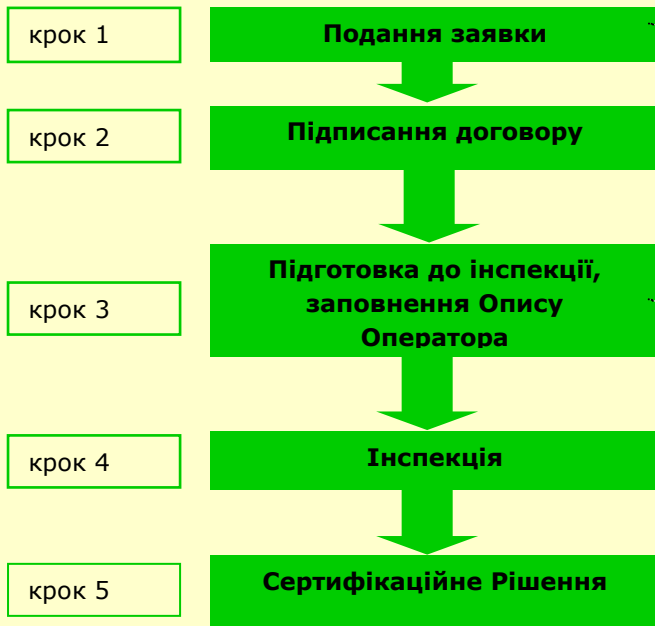 крок 1
Подання заявки
крок 2
Підписання договору
крок 3
Підготовка до інспекції,
заповнення Опису
Оператора
крок 4
Інспекція
крок 5
Сертифікаційне Рішення